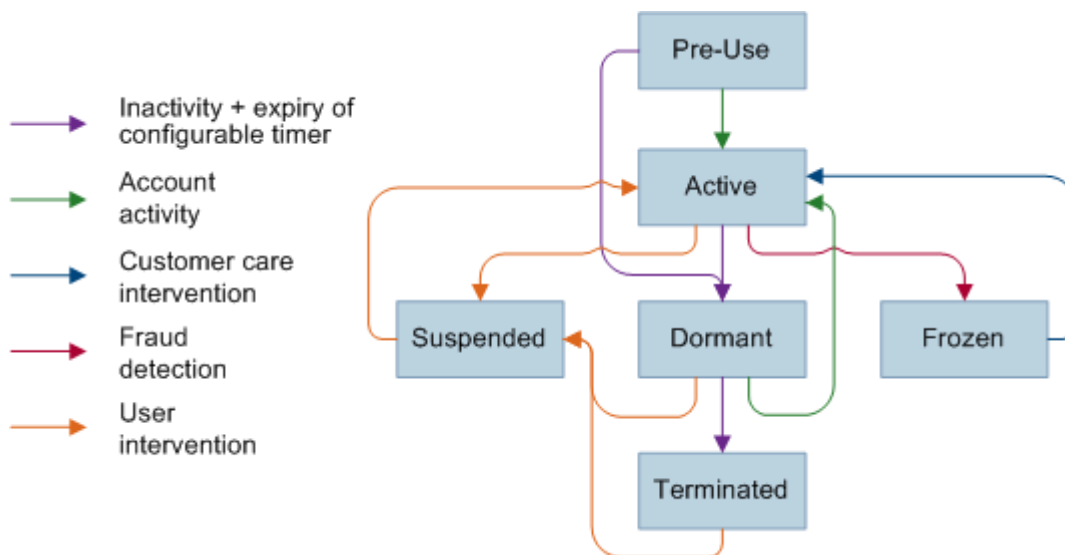 Inactivity + expiry of
configurable timer
Account
activity
Customer care
intervention
Fraud
detection
User
intervention
Pre-Use
Active
Suspended
Dormant
Frozen
Terminated